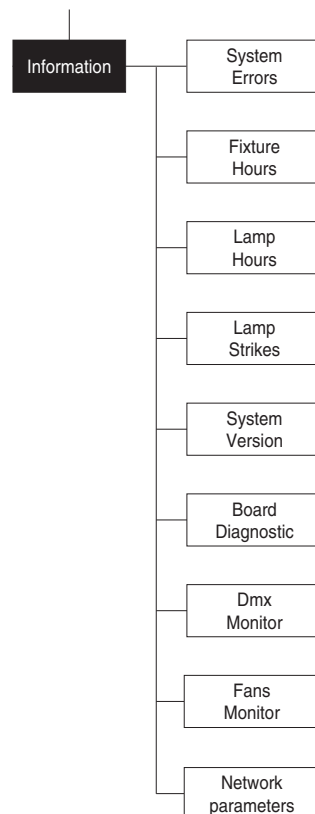 Information
System
Errors
Fixture
Hours
Lamp
Hours
Lamp
Strikes
System
Version
Board
Diagnostic
Dmx
Monitor
Fans
Monitor
Network
parameters